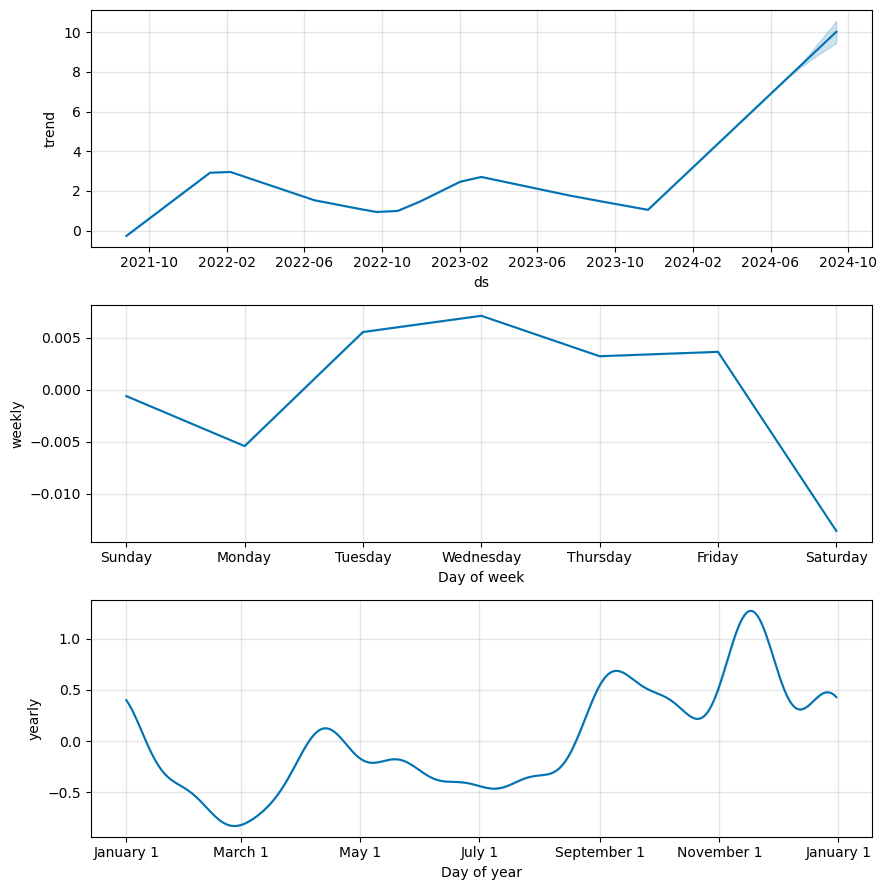 10
8
6
4
2
0
trend
2021-10 2022-02 2022-06 2022-10 2023-02 2023-06 2023-10 2024-02 2024-06 2024-10
ds
0.005
0.000
−0.005
−0.010
weekly
Sunday Monday Tuesday Wednesday Thursday Friday Saturday
Day of week
1.0
0.5
0.0
−0.5
yearly
January 1 March 1 May 1 July 1 September 1 November 1 January 1
Day of year